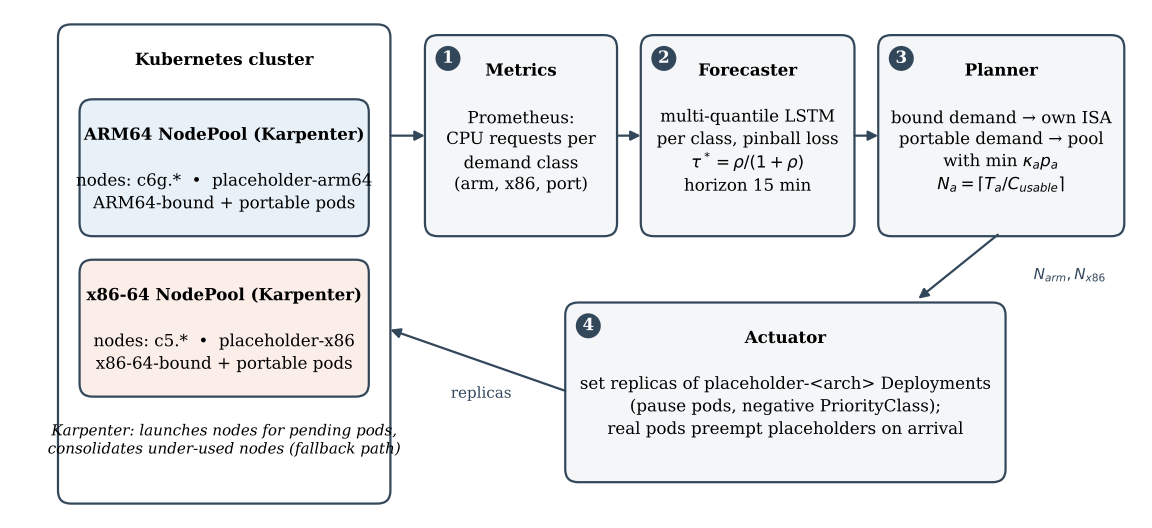 Kubernetes cluster
ARM64 NodePool (Karpenter)
nodes: c6g.* • placeholder-arm64
ARM64-bound + portable pods
x86-64 NodePool (Karpenter)
nodes: c5.* • placeholder-x86
x86-64-bound + portable pods
Karpenter: launches nodes for pending pods,
consolidates under-used nodes (fallback path)
1
Metrics
Prometheus:
CPU requests per
demand class
(arm, x86, port)
2
Forecaster
multi-quantile LSTM
per class, pinball loss
τ* = ρ/(1 + ρ)
horizon 15 min
3
Planner
bound demand → own ISA
portable demand → pool
with min κₐpₐ
Nₐ = ⌈Tₐ/C_usable⌉
N_arm, N_x86
4
Actuator
set replicas of placeholder-<arch> Deployments
(pause pods, negative PriorityClass);
real pods preempt placeholders on arrival
replicas